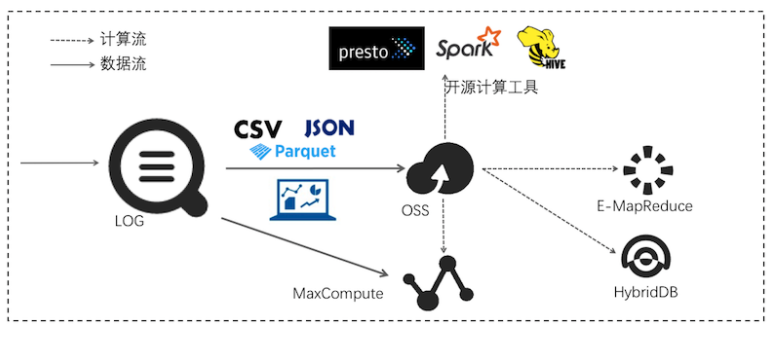 计算流
数据流
presto
Spark
HIVE
开源计算工具
CSV
JSON
Parquet
LOG
OSS
E-MapReduce
MaxCompute
HybridDB